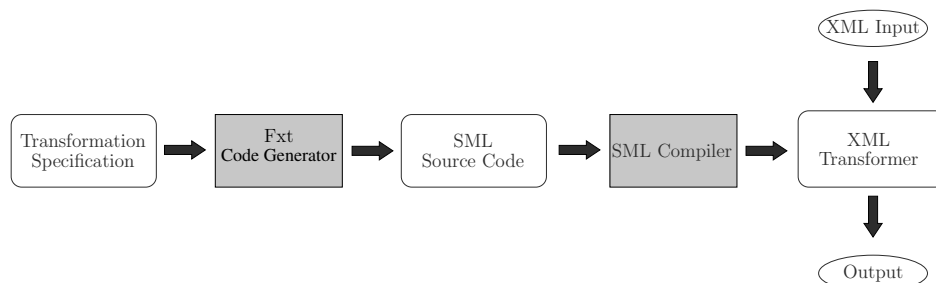 XML Input
Transformation
Specification
Fxt
Code Generator
SML
Source Code
SML Compiler
XML
Transformer
Output